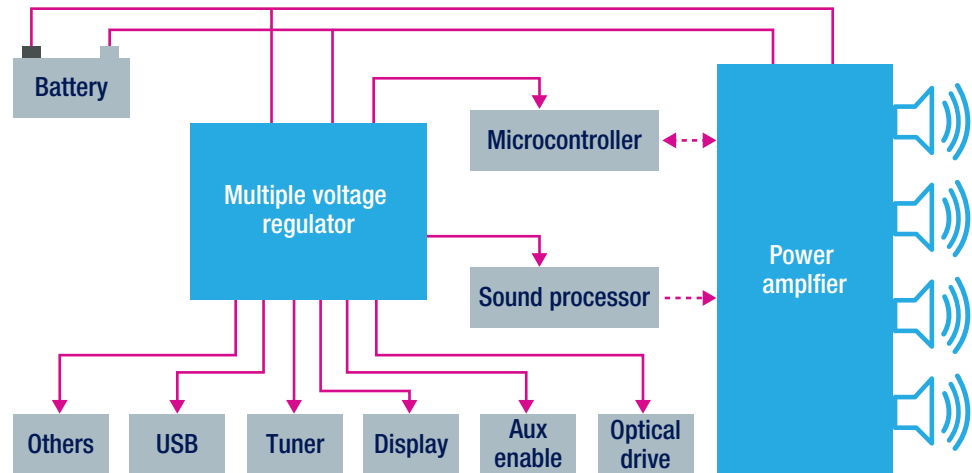 Battery
Microcontroller
Multiple voltage
regulator
Power
amplfier
Sound processor
Others
USB
Tuner
Display
Aux
enable
Optical
drive